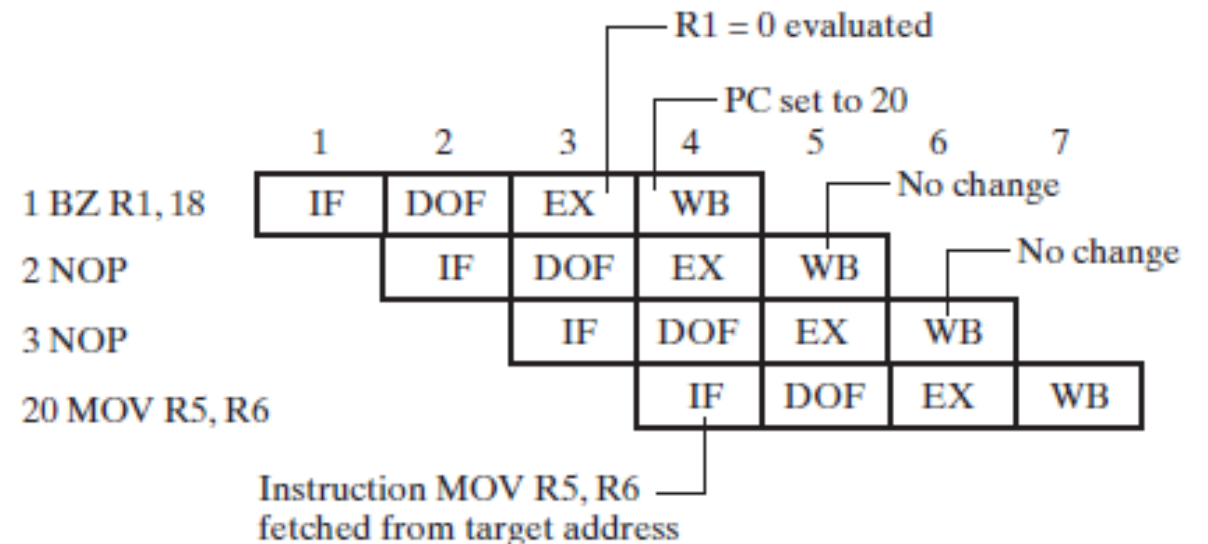 R1 = 0 evaluated
PC set to 20
1 2 3 4 5 6 7
No change
1 BZ R1, 18 IF DOF EX WB
No change
2 NOP IF DOF EX WB
3 NOP IF DOF EX WB
20 MOV R5, R6 IF DOF EX WB
Instruction MOV R5, R6
fetched from target address